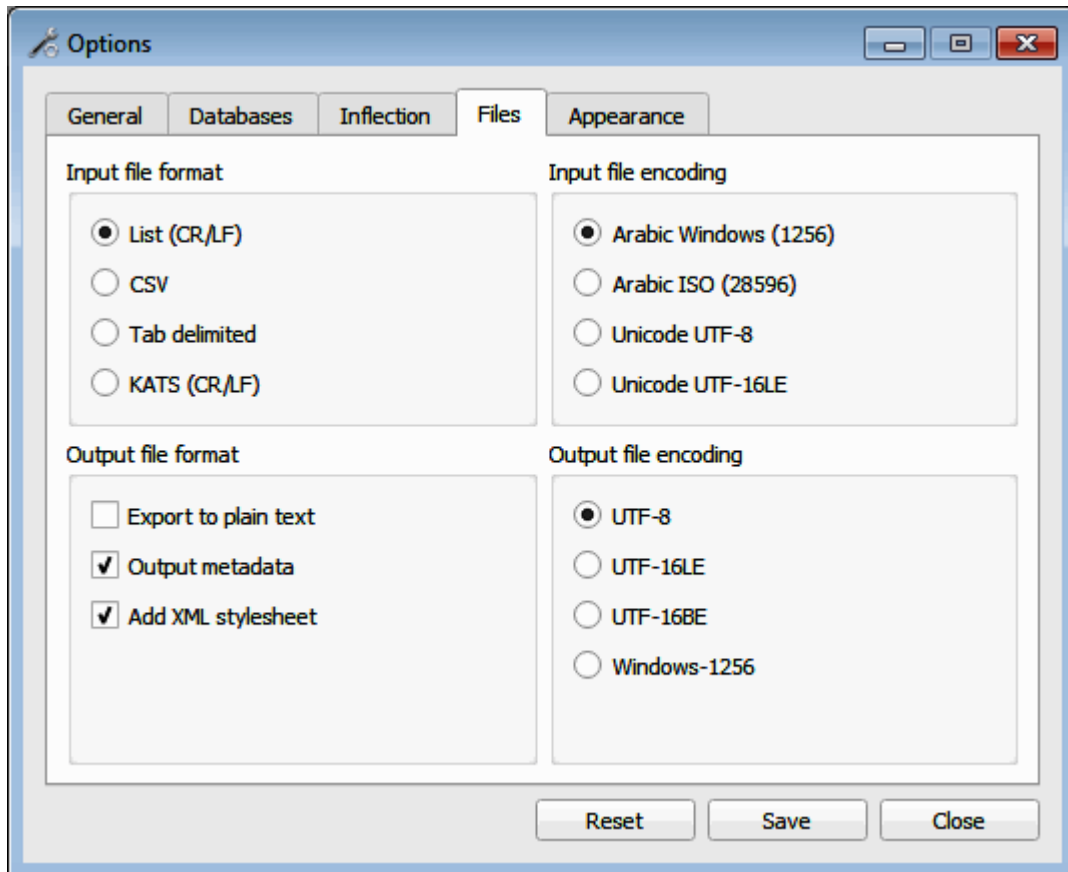 Options
General Databases Inflection Files Appearance
Input file format
List (CR/LF)
CSV
Tab delimited
KATS (CR/LF)
Input file encoding
Arabic Windows (1256)
Arabic ISO (28596)
Unicode UTF-8
Unicode UTF-16LE
Output file format
Export to plain text
Output metadata
Add XML stylesheet
Output file encoding
UTF-8
UTF-16LE
UTF-16BE
Windows-1256
Reset Save Close